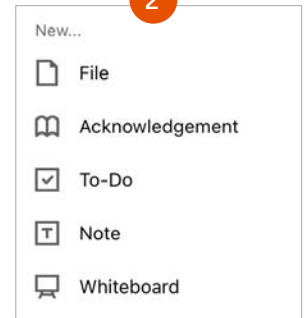 2
New...
File
Acknowledgement
To-Do
T Note
Whiteboard